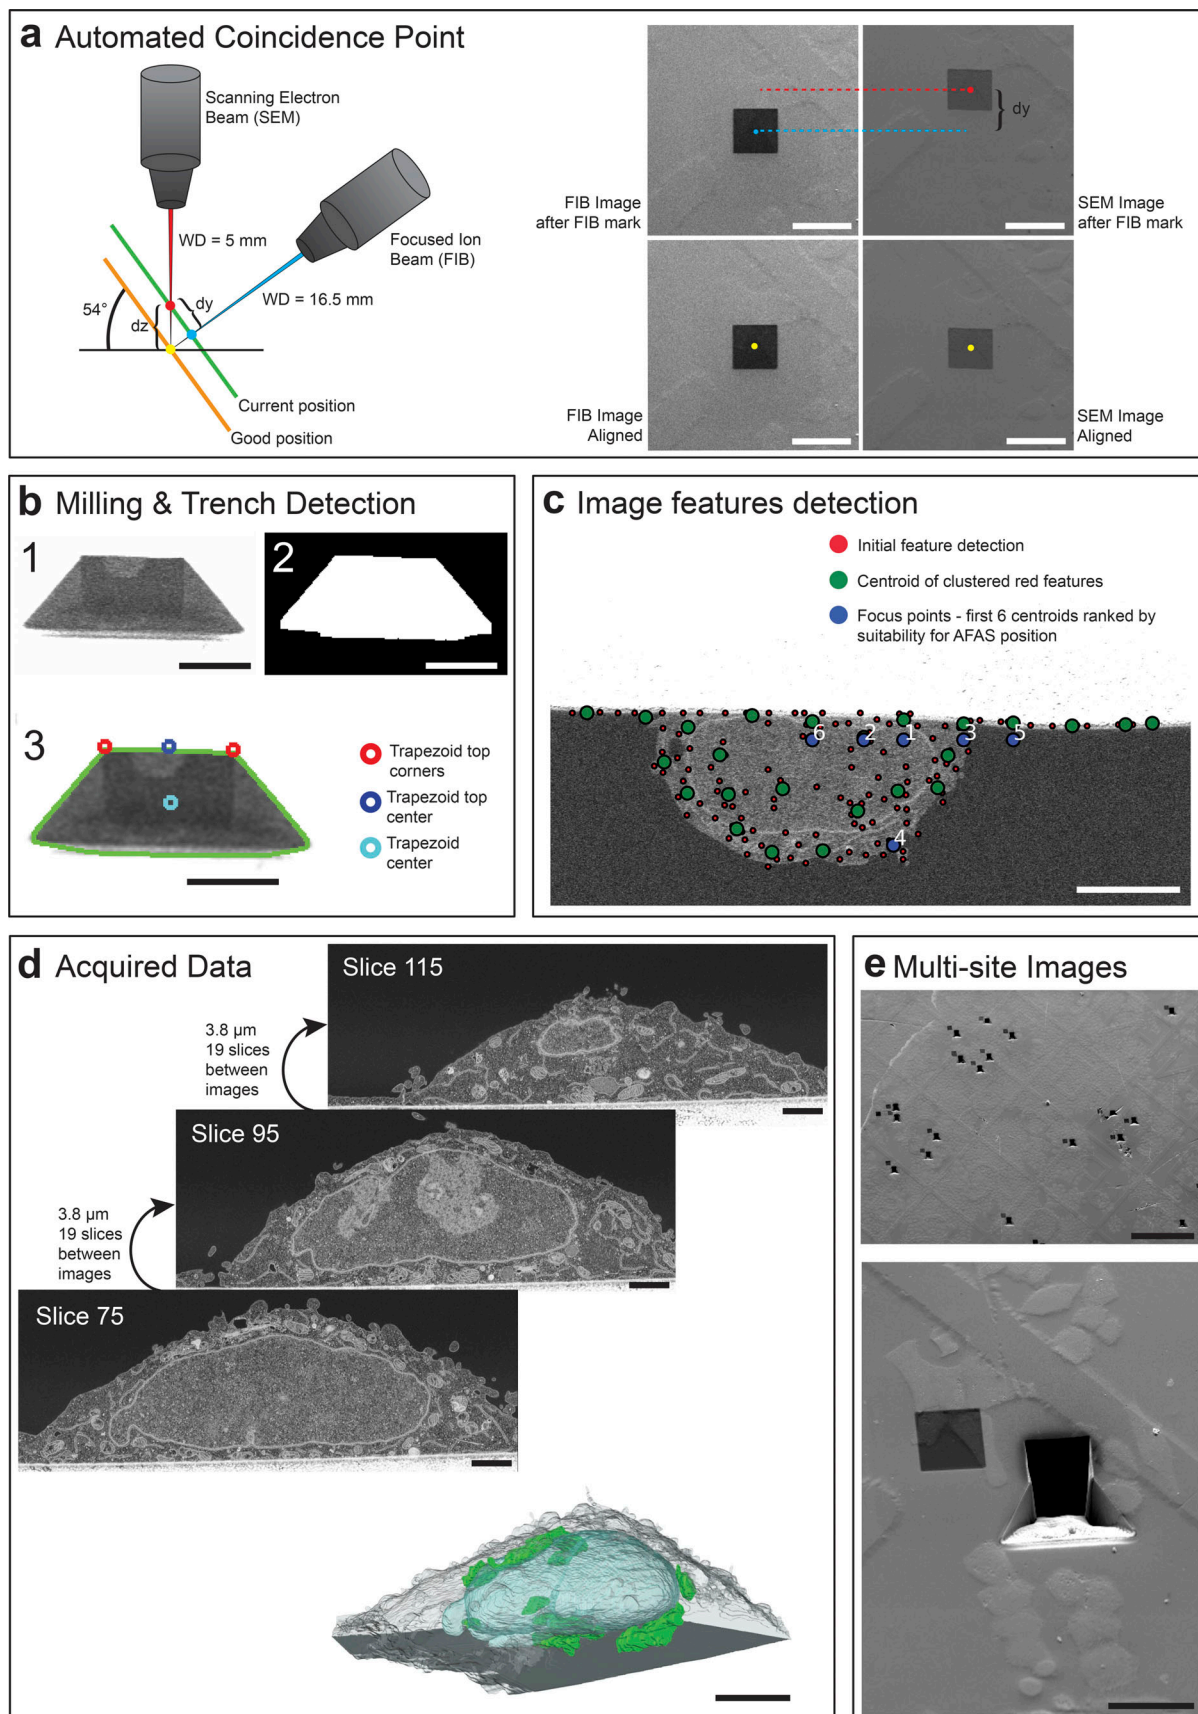 a Automated Coincidence Point
Scanning Electron
Beam (SEM)
WD = 5 mm
Focused Ion
Beam (FIB)
WD = 16.5 mm
54°
dz
dy
Current position
Good position
dy
FIB Image
after FIB mark
SEM Image
after FIB mark
FIB Image
Aligned
SEM Image
Aligned
b Milling & Trench Detection
1
2
3
Trapezoid top
corners
Trapezoid top
center
Trapezoid
center
c Image features detection
Initial feature detection
Centroid of clustered red features
Focus points - first 6 centroids ranked by
suitability for AFAS position
6
2
1
3
5
4
d Acquired Data
Slice 115
3.8 µm
19 slices
between
images
Slice 95
3.8 µm
19 slices
between
images
Slice 75
e Multi-site Images